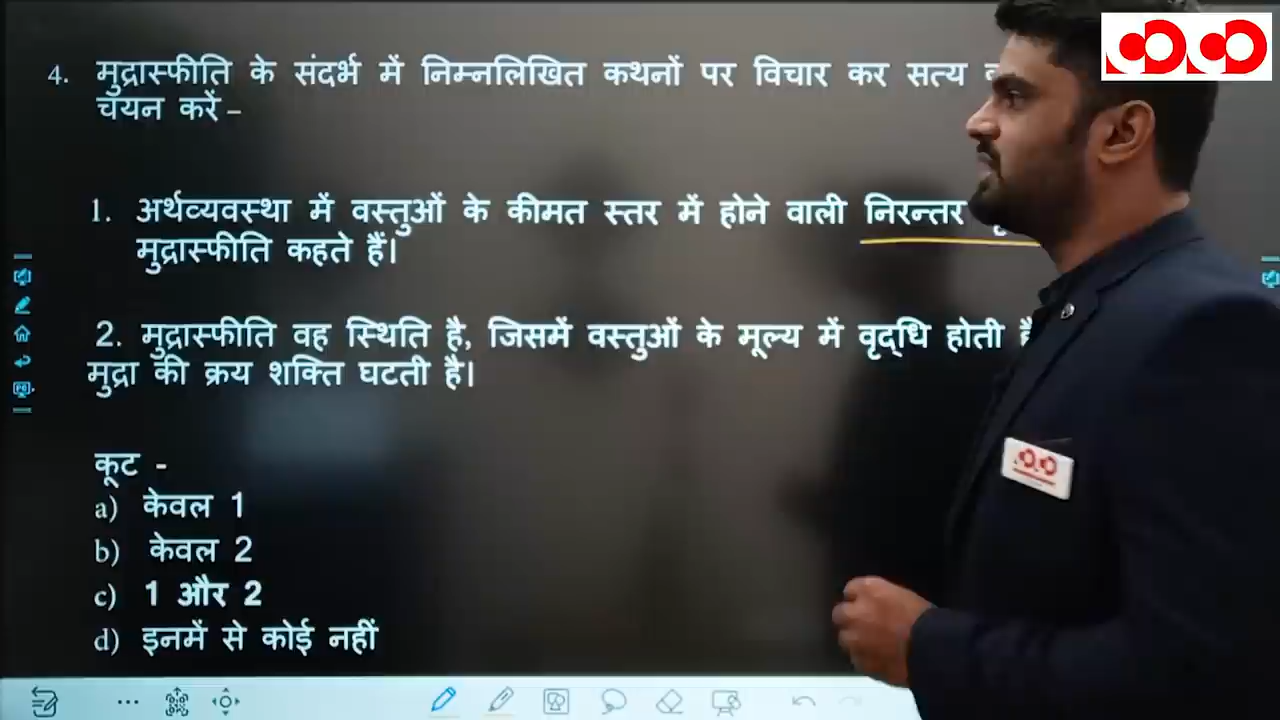 4. मुद्रास्फीति के संदर्भ में निम्नलिखित कथनों पर विचार कर सत्य
चयन करें –
1. अर्थव्यवस्था में वस्तुओं के कीमत स्तर में होने वाली निरन्तर
मुद्रास्फीति कहते हैं।
2. मुद्रास्फीति वह स्थिति है, जिसमें वस्तुओं के मूल्य में वृद्धि होती
मुद्रा की क्रय शक्ति घटती है।
कूट -
a) केवल 1
b) केवल 2
c) 1 और 2
d) इनमें से कोई नहीं